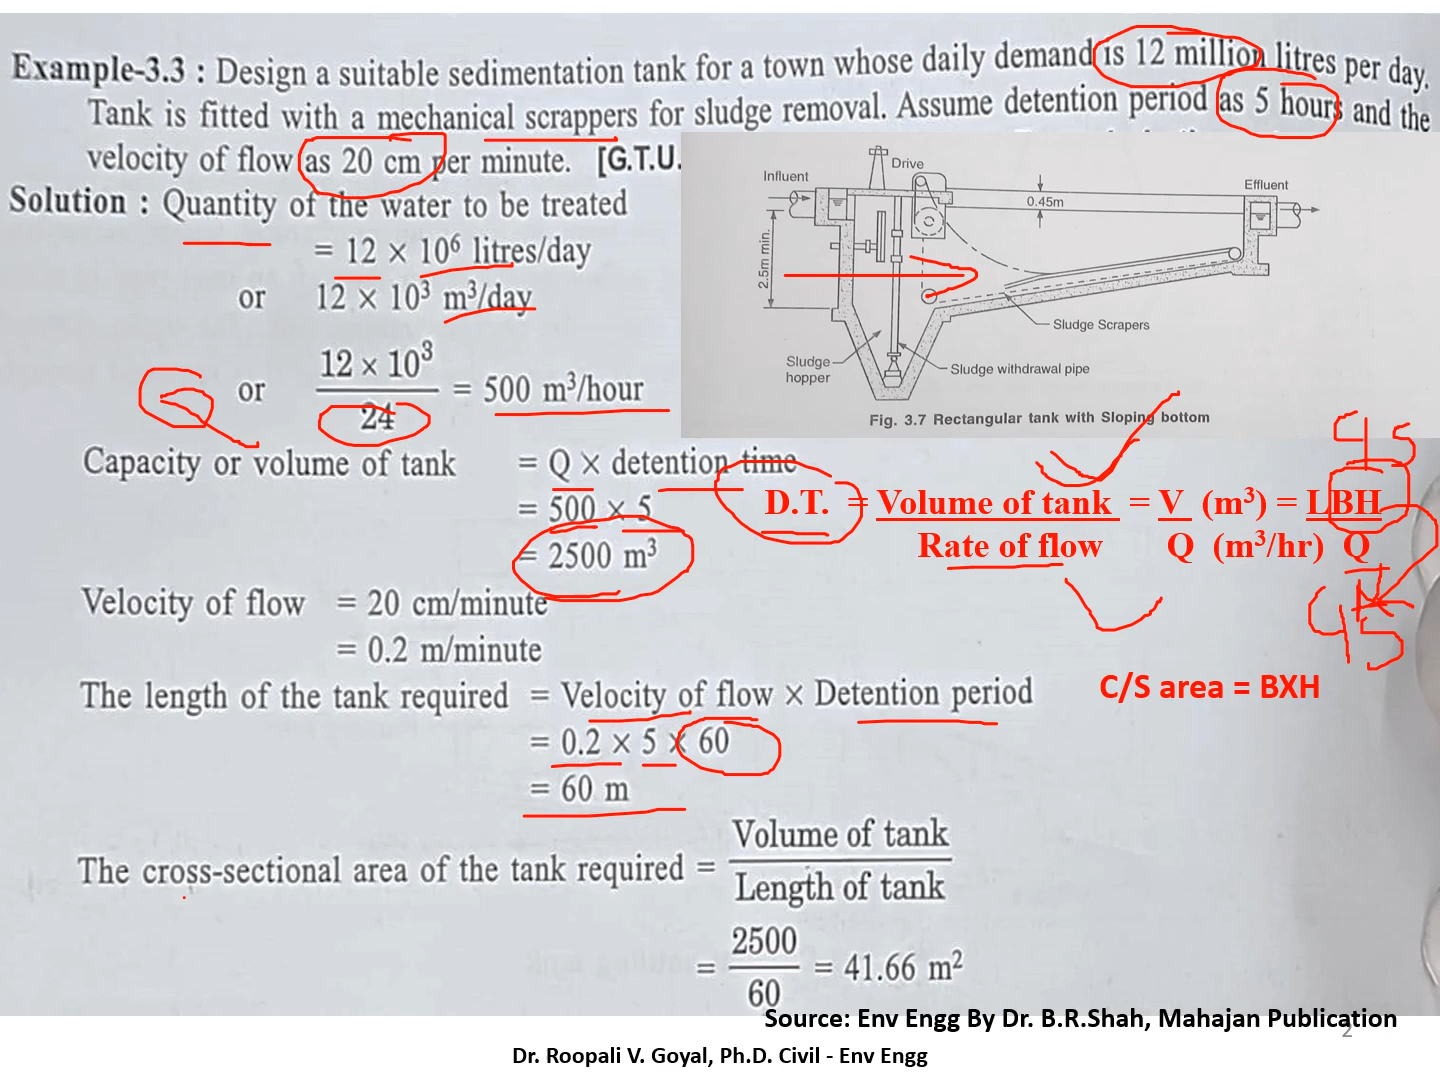 Example-3.3 : Design a suitable sedimentation tank for a town whose daily demand is 12 million litres per day.
Tank is fitted with a mechanical scrappers for sludge removal. Assume detention period as 5 hours and the
velocity of flow as 20 cm per minute. [G.T.U.
Solution : Quantity of the water to be treated
= 12 × 10⁶ litres/day
or 12 × 10³ m³/day
or 12 × 10³ / 24 = 500 m³/hour
Influent
Drive
Effluent
0.45m
2.5m min.
Sludge Scrapers
Sludge hopper
Sludge withdrawal pipe
Fig. 3.7 Rectangular tank with Sloping bottom
Capacity or volume of tank = Q × detention time
= 500 × 5
= 2500 m³
D.T. = Volume of tank = V (m³) = LBH
Rate of flow Q (m³/hr) Q
45
45
Velocity of flow = 20 cm/minute
= 0.2 m/minute
The length of the tank required = Velocity of flow × Detention period
C/S area = BXH
= 0.2 × 5 × 60
= 60 m
The cross-sectional area of the tank required = Volume of tank / Length of tank
= 2500 / 60 = 41.66 m²
Source: Env Engg By Dr. B.R.Shah, Mahajan Publication
2
Dr. Roopali V. Goyal, Ph.D. Civil - Env Engg